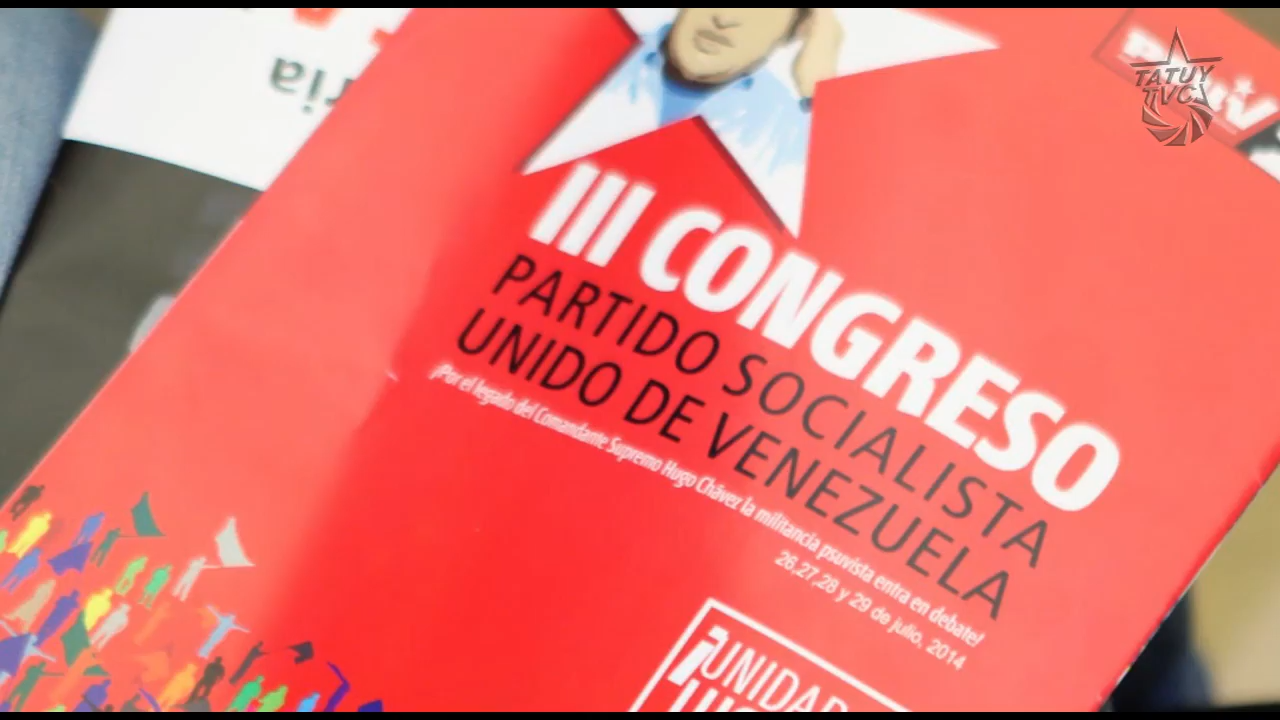 TATUY
TVC
III CONGRESO
PARTIDO SOCIALISTA
UNIDO DE VENEZUELA
¡Por el legado del Comandante Supremo Hugo Chávez la militancia psuvista entra en debate!
26,27,28 y 29 de julio, 2014
¡UNIDAD